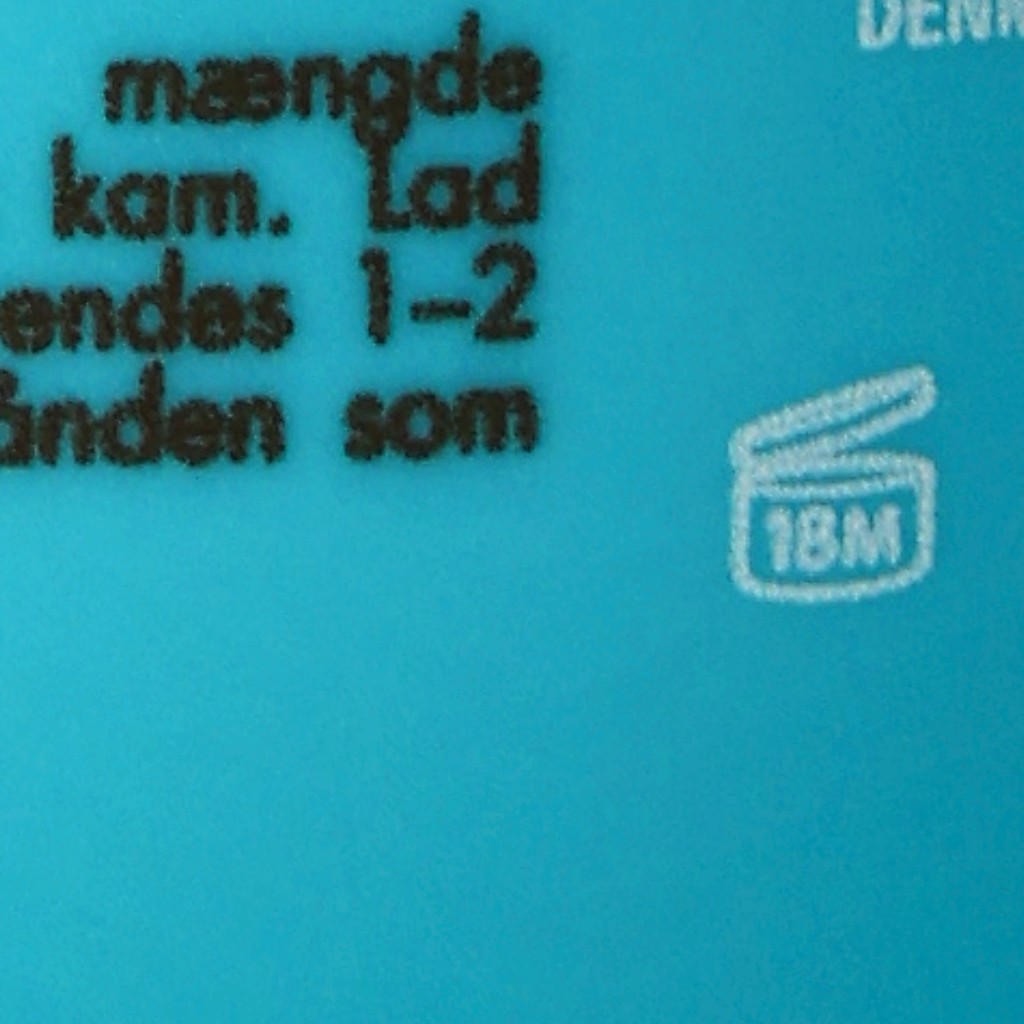 mængde
kam. Lad
endes 1–2
ånden som
18M